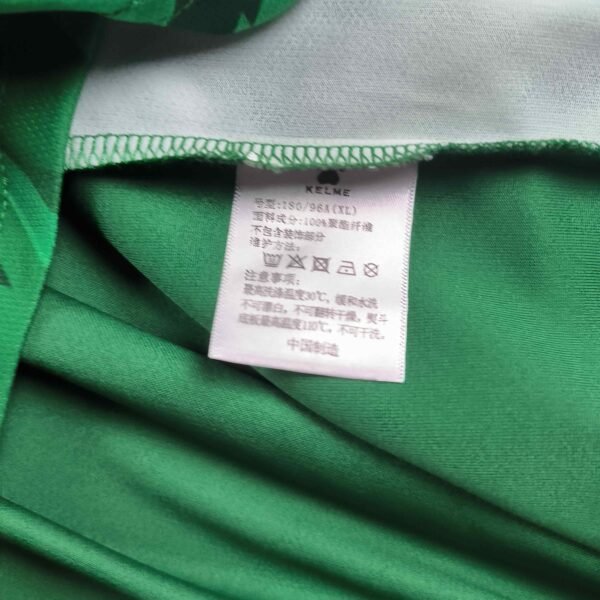 KELME
号型:180/96A(XL)
面料成分:100%聚酯纤维
不包含装饰部分
维护方法:
注意事项:
最高洗涤温度30℃, 缓和水洗
不可漂白, 不可翻转干燥, 熨斗
底板最高温度110℃, 不可干洗.
中国制造